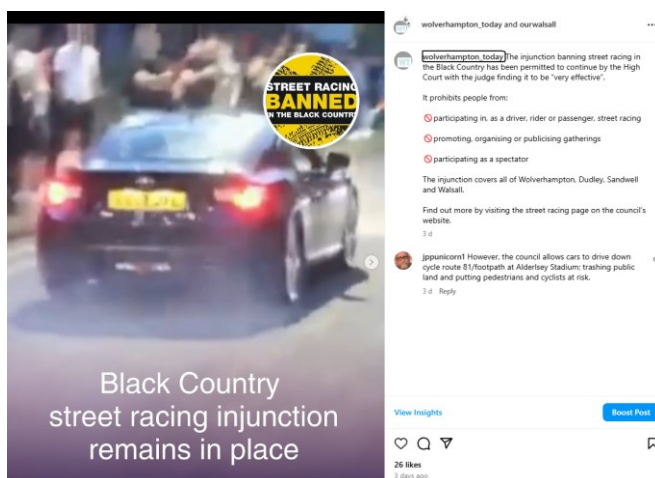 STREET RACING
BANNED
IN THE BLACK COUNTRY
Black Country
street racing injunction
remains in place
wolverhampton_today and ourwalsall
wolverhampton_today The injunction banning street racing in
the Black Country has been permitted to continue by the High
Court with the judge finding it to be "very effective".
It prohibits people from:
🚫participating in, as a driver, rider or passenger, street racing
🚫promoting, organising or publicising gatherings
🚫participating as a spectator
The injunction covers all of Wolverhampton, Dudley, Sandwell
and Walsall.
Find out more by visiting the street racing page on the council's
website.
3 d
jppunicorn1 However, the council allows cars to drive down
cycle route 81/footpath at Alderlsey Stadium; trashing public
land and putting pedestrians and cyclists at risk.
3 d Reply
View Insights
Boost Post
26 likes
3 days ago